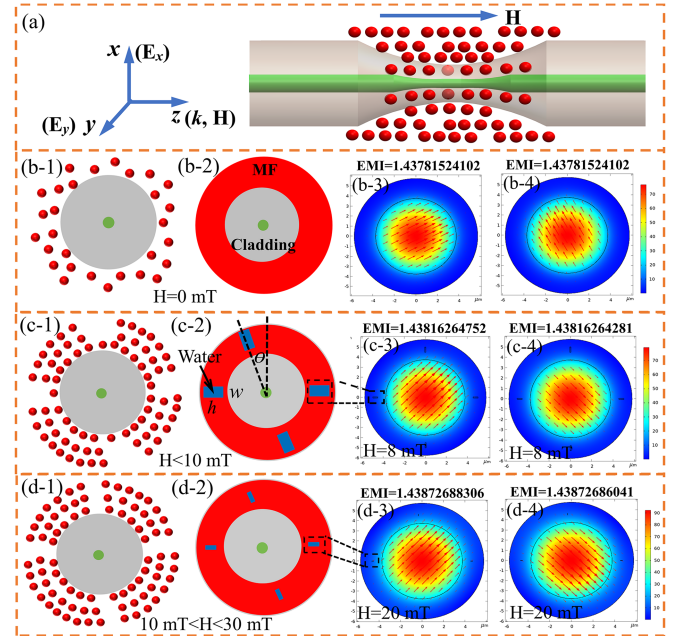 (a)
H
x (Eₓ)
z (k, H)
(Eᵧ) y
(b-1)
(b-2)
MF
Cladding
H=0 mT
EMI=1.43781524102
(b-3)
EMI=1.43781524102
(b-4)
(c-1)
(c-2)
Water
h
w
σ
H<10 mT
EMI=1.43816264752
(c-3)
H=8 mT
EMI=1.43816264281
(c-4)
H=8 mT
(d-1)
(d-2)
10 mT<H<30 mT
EMI=1.43872688306
(d-3)
H=20 mT
EMI=1.43872686041
(d-4)
H=20 mT